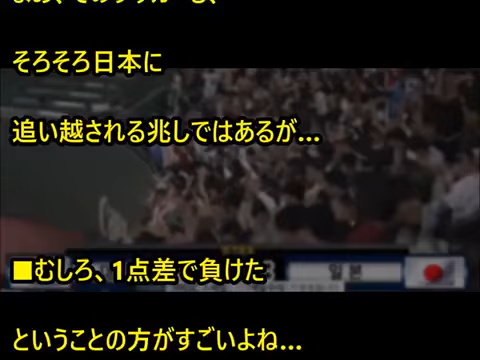 そろそろ日本に
追い越される兆しではあるが...
■むしろ、1点差で負けた
일본
ということの方がすごいよね...